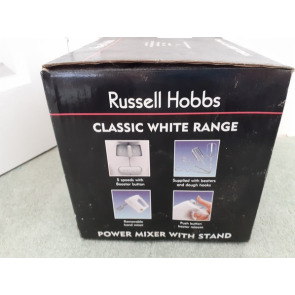 Russell Hobbs
CLASSIC WHITE RANGE
5 speeds with
Booster button
Supplied with beaters
and dough hooks
Removable
hand mixer
Push button
beater release
POWER MIXER WITH STAND